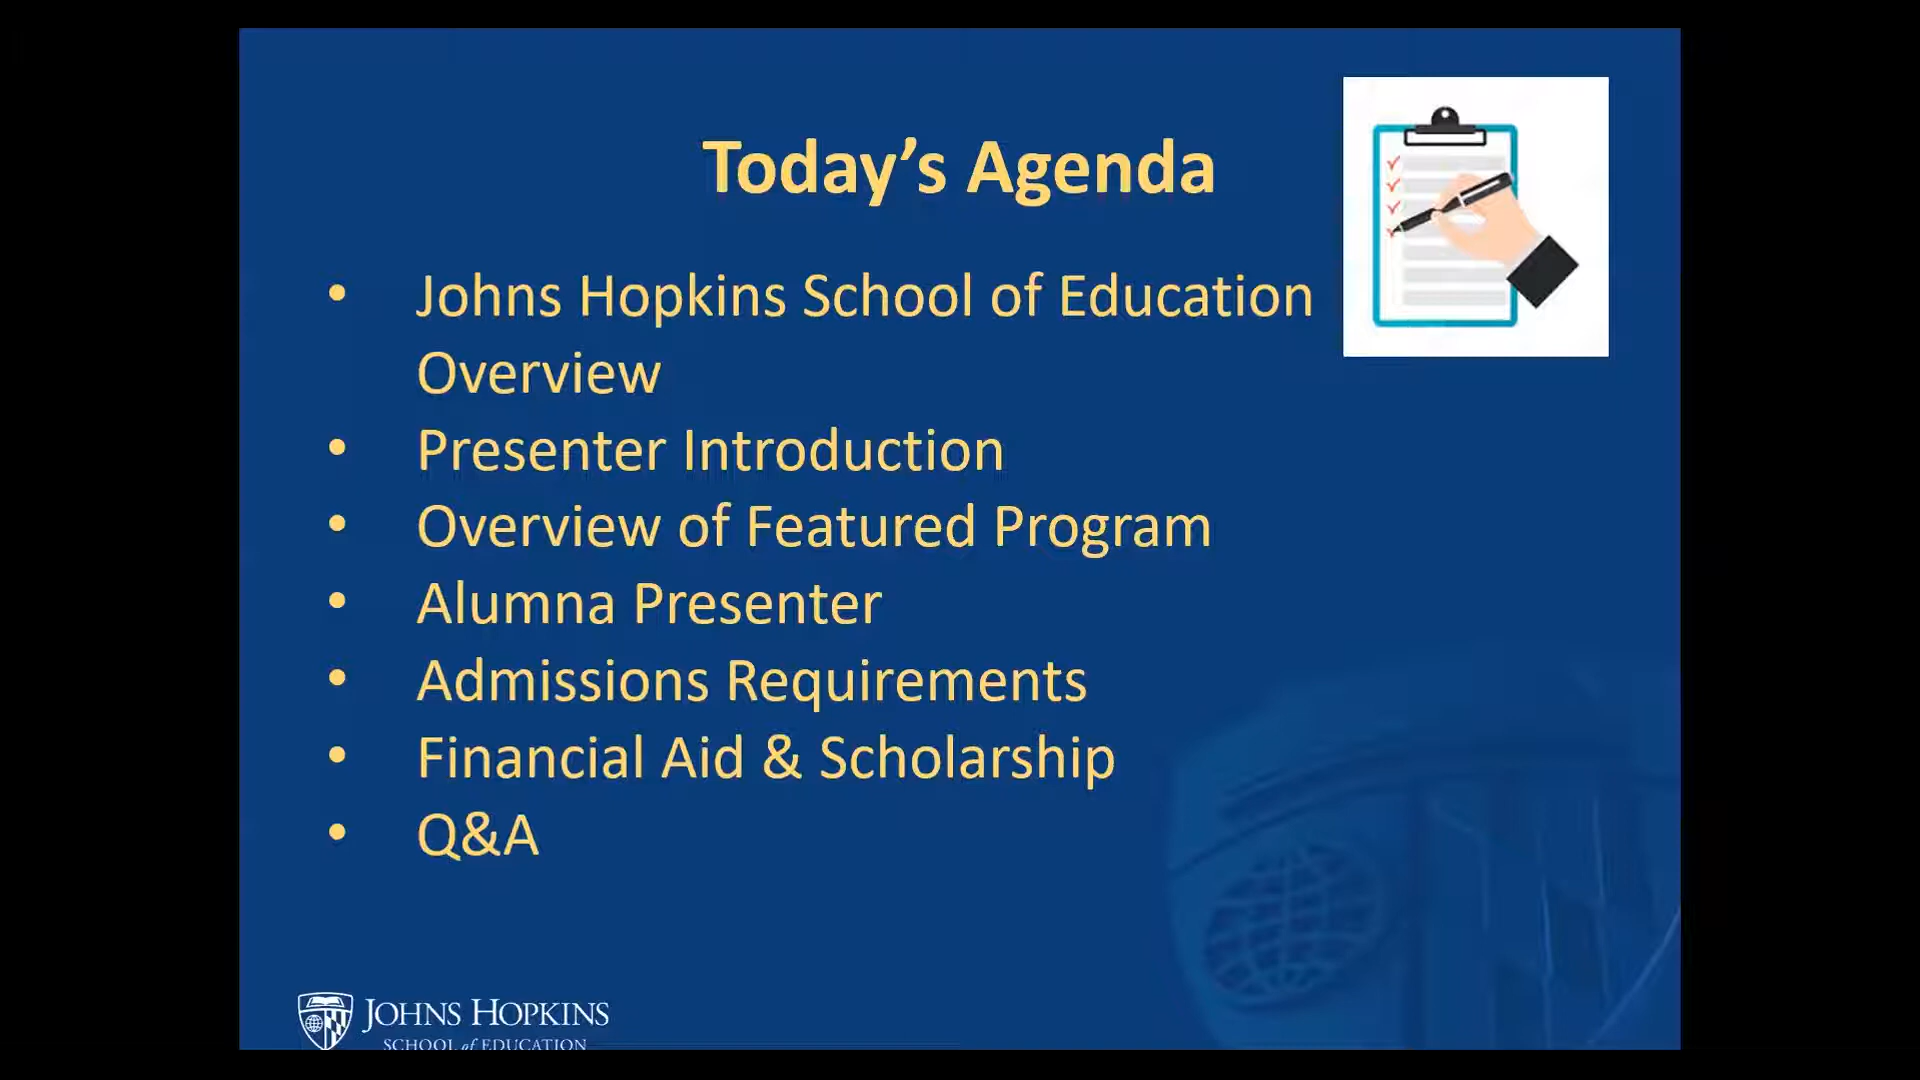 Today’s Agenda
• Johns Hopkins School of Education
Overview
• Presenter Introduction
• Overview of Featured Program
• Alumna Presenter
• Admissions Requirements
• Financial Aid & Scholarship
• Q&A
JOHNS HOPKINS
SCHOOL of EDUCATION